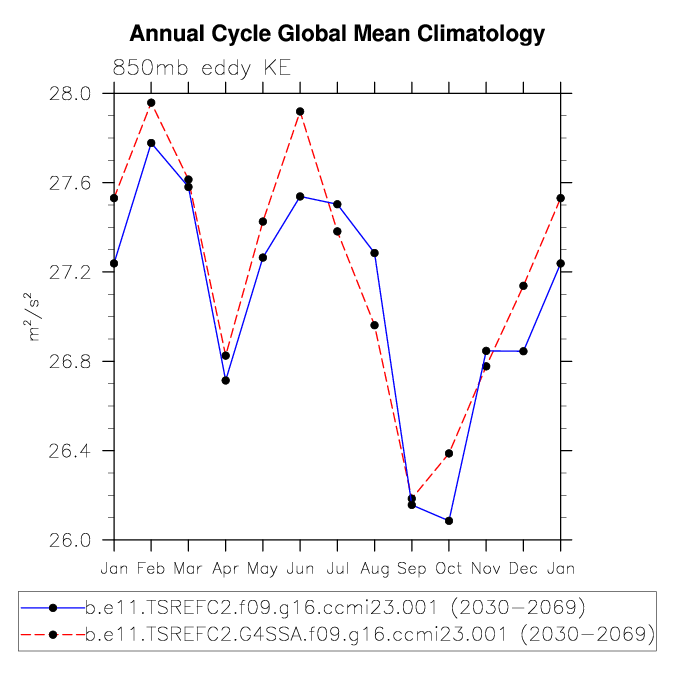 Annual Cycle Global Mean Climatology
850mb eddy KE
28.0
27.6
27.2
26.8
26.4
26.0
m²/s²
Jan Feb Mar Apr May Jun Jul Aug Sep Oct Nov Dec Jan
b.e11.TSREFC2.f09.g16.ccmi23.001 (2030-2069)
b.e11.TSREFC2.G4SSA.f09.g16.ccmi23.001 (2030-2069)